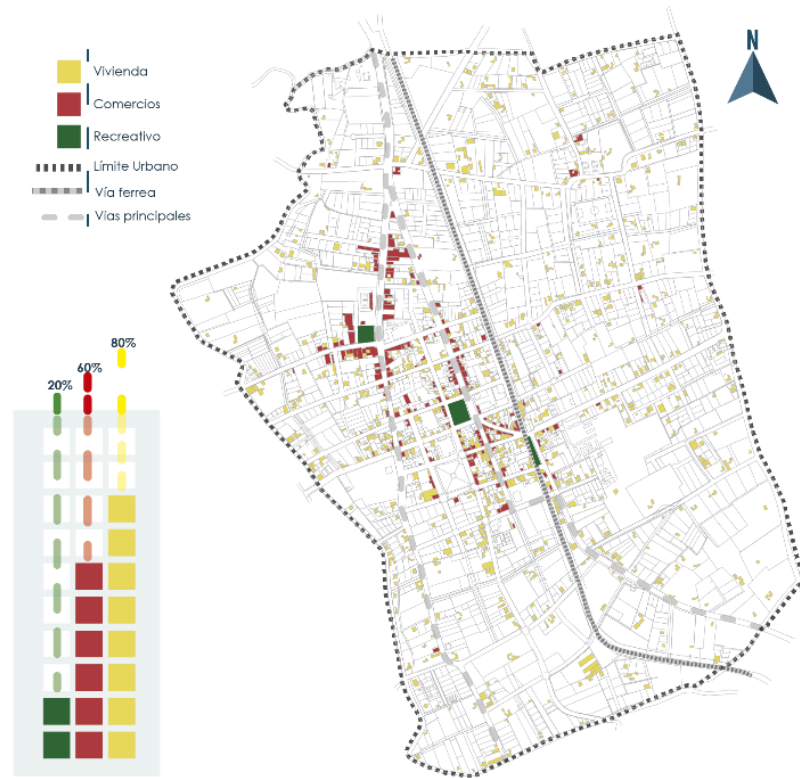 N
Vivienda
Comercios
Recreativo
Límite Urbano
Vía ferrea
Vías principales
80%
60%
20%